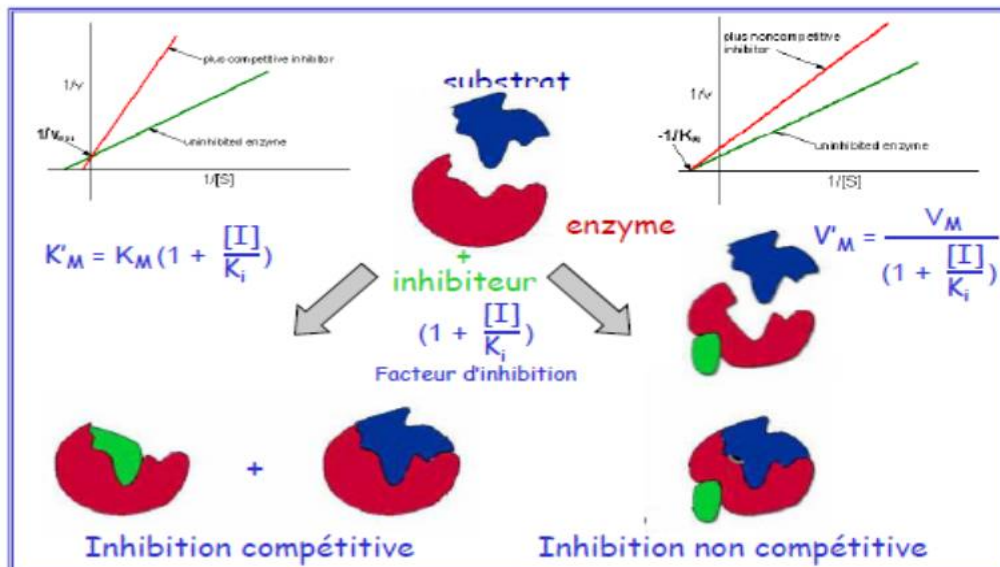 plus competitive inhibitor
1/v
1/Vmax
uninhibited enzyme
1/[S]
substrat
plus noncompetitive
inhibitor
1/v
-1/KM
uninhibited enzyme
1/[S]
enzyme
+
inhibiteur
K'M = KM (1 + [I]/Ki)
V'M = VM/(1 + [I]/Ki)
(1 + [I]/Ki)
Facteur d'inhibition
+
Inhibition compétitive
Inhibition non compétitive